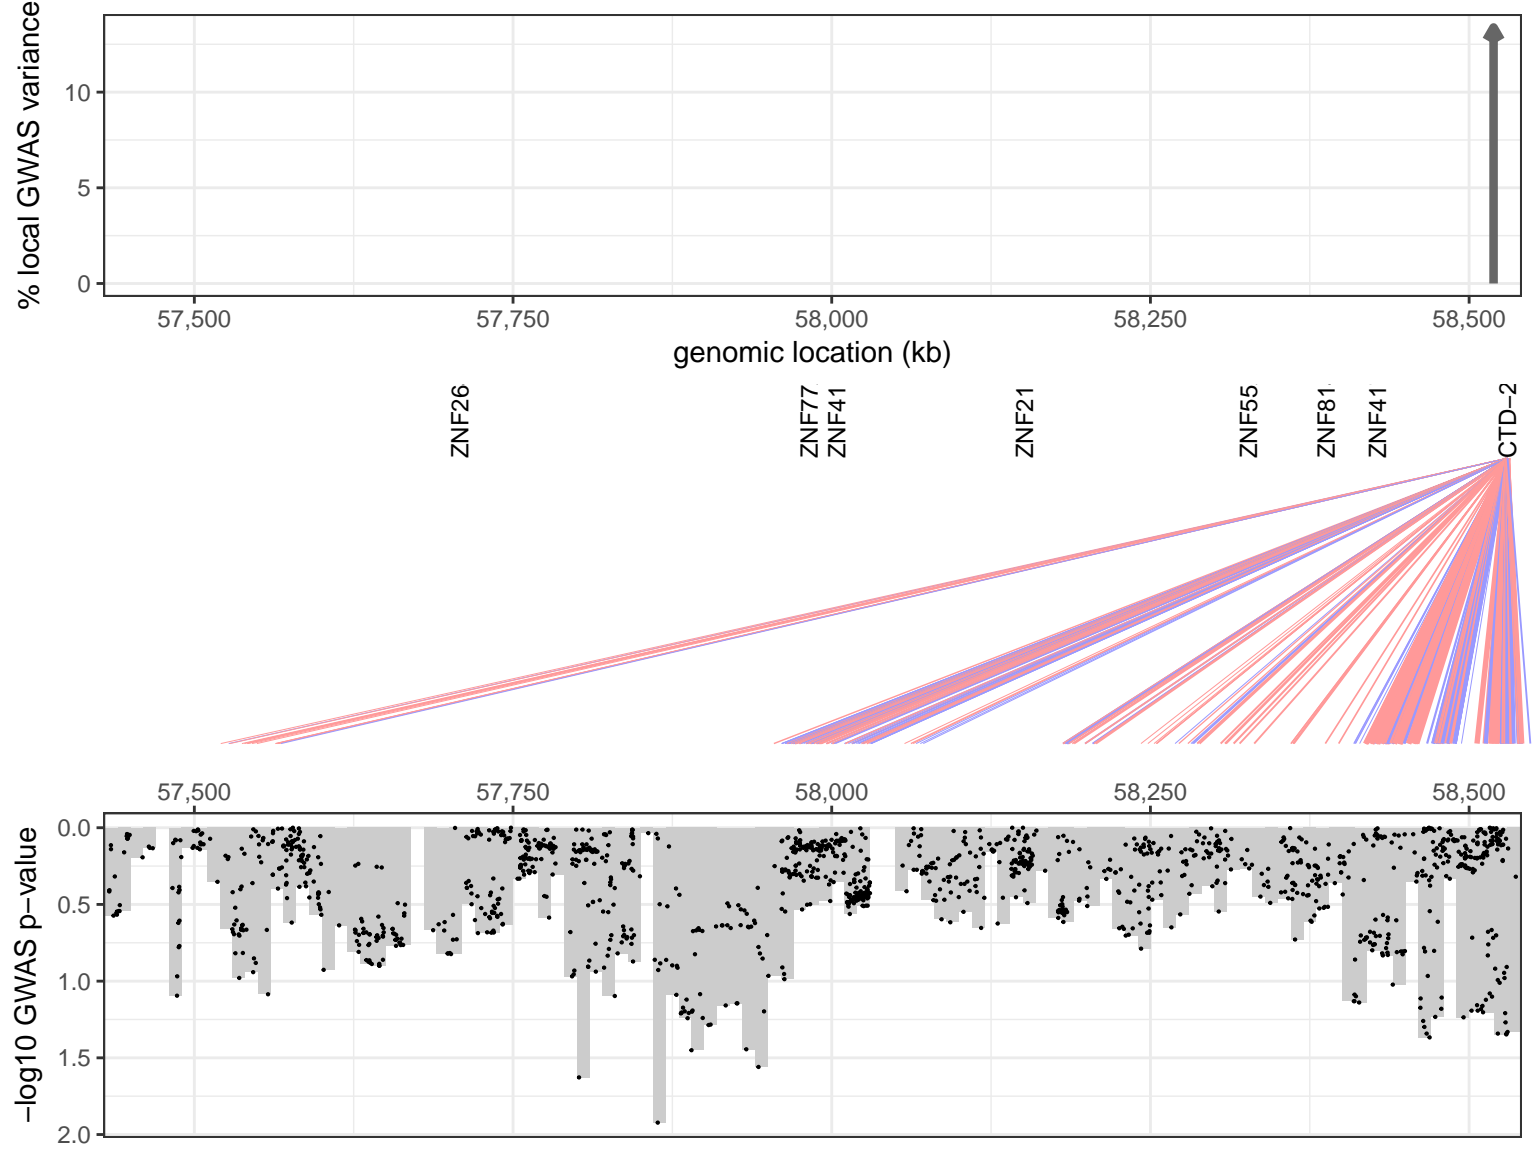 % local GWAS variance
10
5
0
57,500 57,750 58,000 58,250 58,500
genomic location (kb)
ZNF26 ZNF77 ZNF41 ZNF21 ZNF55 ZNF81 ZNF41 CTD−2
57,500 57,750 58,000 58,250 58,500
−log10 GWAS p−value
0.0
0.5
1.0
1.5
2.0